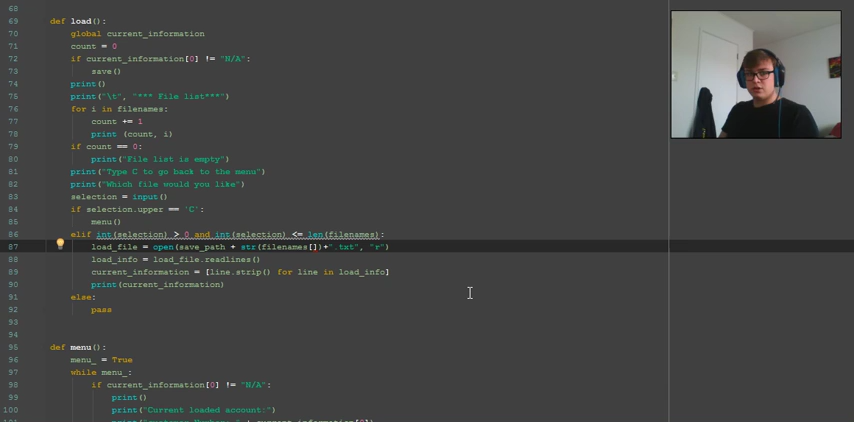 68
69 def load():
70 global current_information
71 count = 0
72 if current_information[0] != "N/A":
73 save()
74 print()
75 print("\t", "*** File list***")
76 for i in filenames:
77 count += 1
78 print (count, i)
79 if count == 0:
80 print("File list is empty")
81 print("Type C to go back to the menu")
82 print("Which file would you like")
83 selection = input()
84 if selection.upper == 'C':
85 menu()
86 elif int(selection) > 0 and int(selection) <= len(filenames):
87 load_file = open(save_path + str(filenames[])+".txt", "r")
88 load_info = load_file.readlines()
89 current_information = [line.strip() for line in load_info]
90 print(current_information)
91 else:
92 pass
93
94
95 def menu():
96 menu_ = True
97 while menu_:
98 if current_information[0] != "N/A":
99 print()
100 print("Current loaded account:")